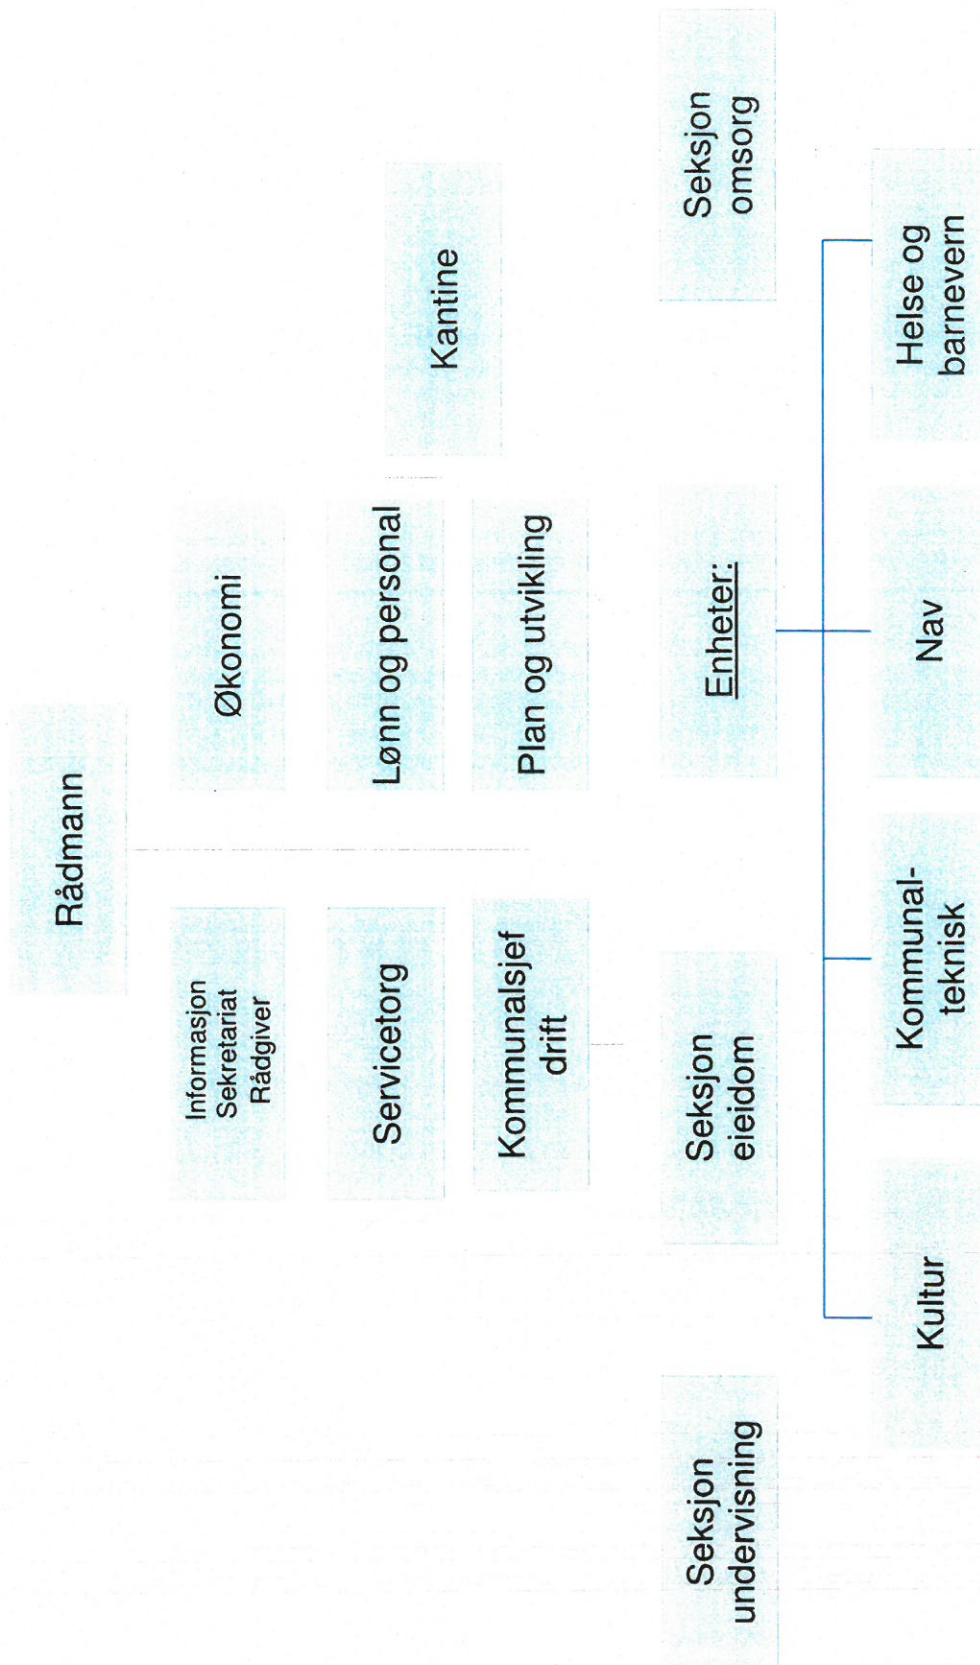 Rådmann
Informasjon
Sekretariat
Rådgiver
Økonomi
Servicetorg
Lønn og personal
Kantine
Kommunalsjef
drift
Plan og utvikling
Seksjon
undervisning
Seksjon
eieidom
Enheter:
Seksjon
omsorg
Kultur
Kommunal-
teknisk
Nav
Helse og
barnevern